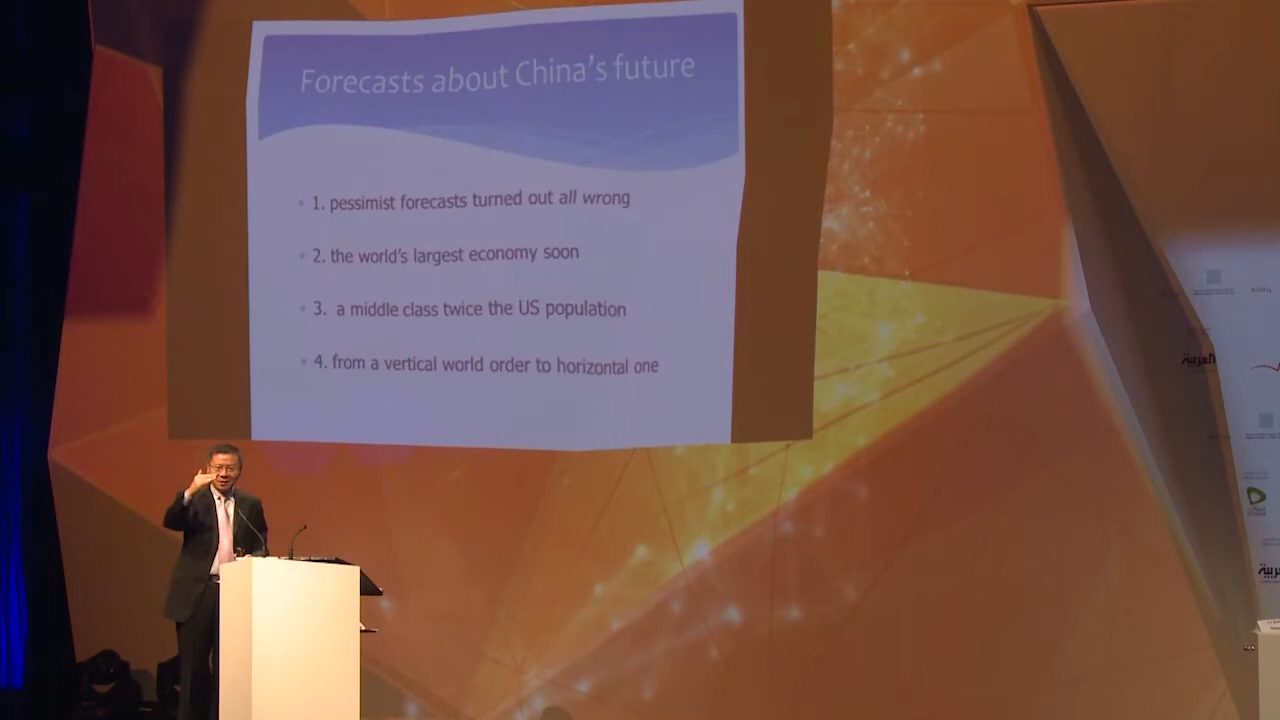 Forecasts about China's future
1. pessimist forecasts turned out all wrong
2. the world's largest economy soon
3. a middle class twice the US population
4. from a vertical world order to horizontal one
العربية